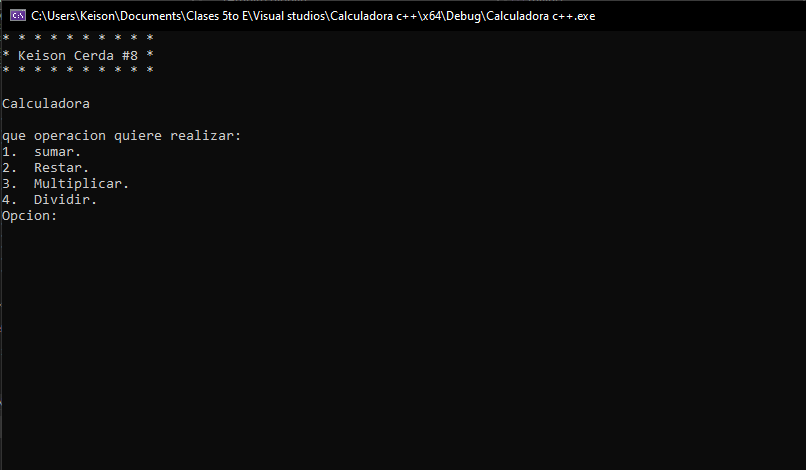 C:\Users\Keison\Documents\Clases 5to E\Visual studios\Calculadora c++\x64\Debug\Calculadora c++.exe
* * * * * * * * * *
* Keison Cerda #8 *
* * * * * * * * * *
Calculadora
que operacion quiere realizar:
1.  sumar.
2.  Restar.
3.  Multiplicar.
4.  Dividir.
Opcion: